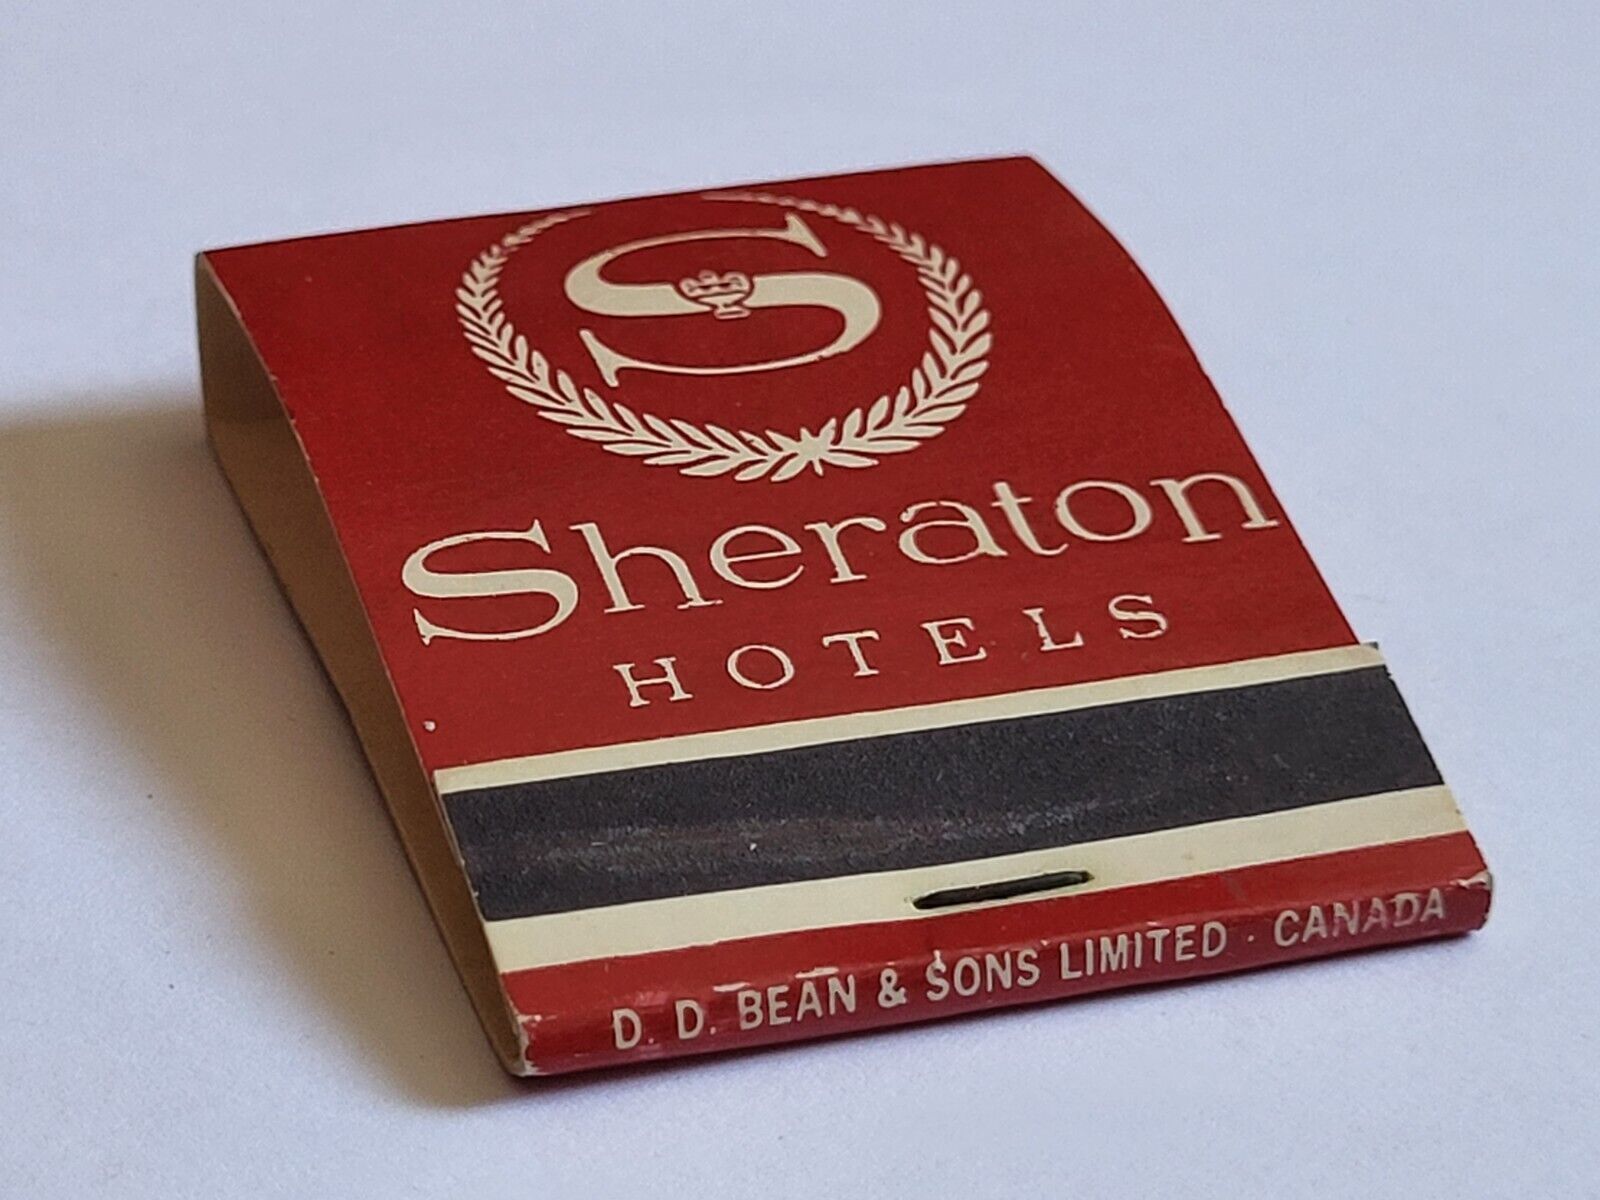 S
Sheraton
HOTELS
D. D. BEAN & SONS LIMITED · CANADA